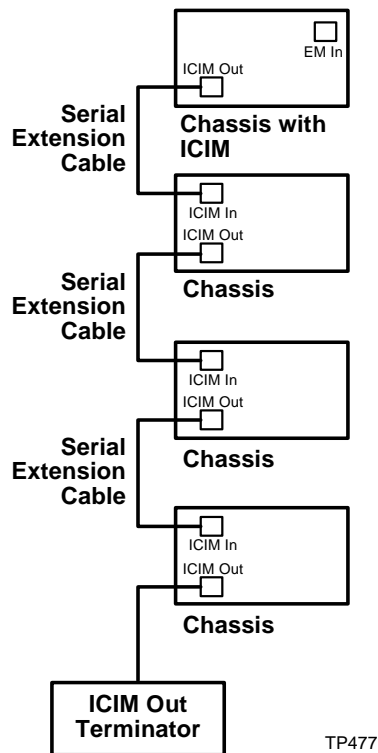 EM In
ICIM Out
Serial
Extension
Cable
Chassis with
ICIM
ICIM In
ICIM Out
Serial
Extension
Cable
Chassis
ICIM In
ICIM Out
Serial
Extension
Cable
Chassis
ICIM In
ICIM Out
Chassis
ICIM Out
Terminator
TP477